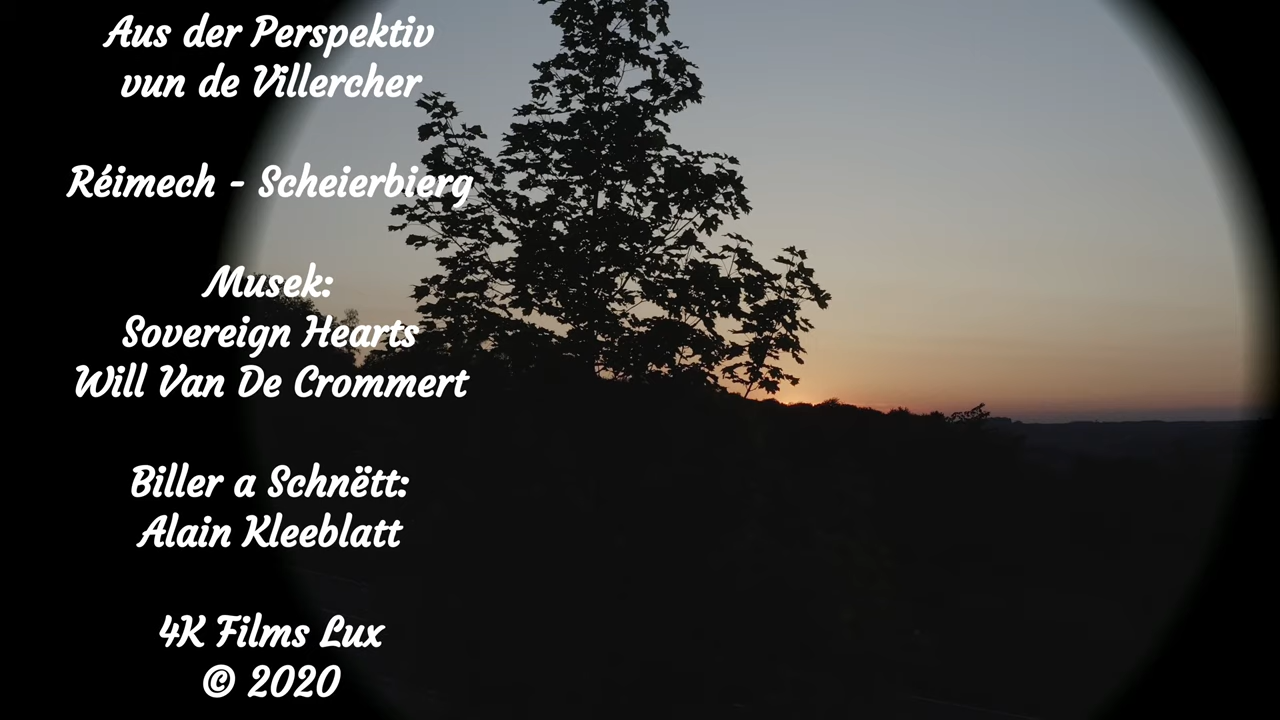 Aus der Perspektiv
vun de Villercher
Réimech - Scheierbierg
Musek:
Sovereign Hearts
Will Van De Crommert
Biller a Schnëtt:
Alain Kleeblatt
4K Films Lux
© 2020